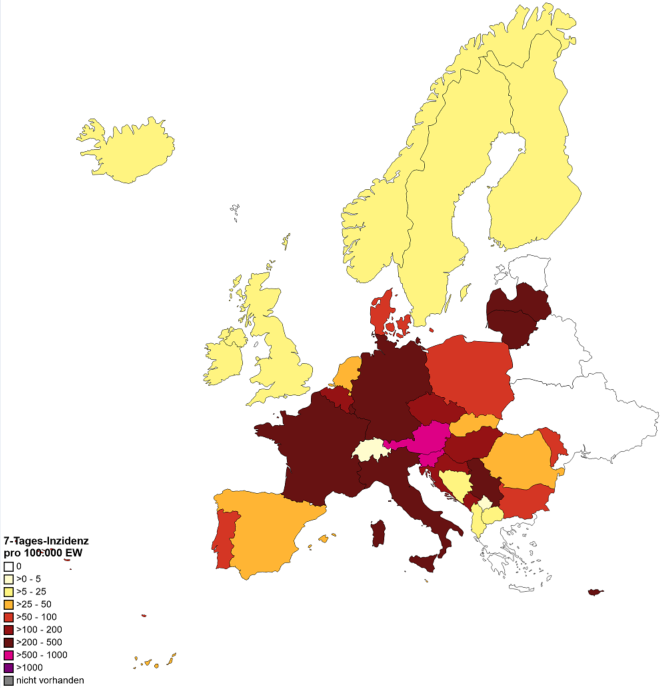 7-Tages-Inzidenz
pro 100'000 EW
0
>0 - 5
>5 - 25
>25 - 50
>50 - 100
>100 - 200
>200 - 500
>500 - 1000
>1000
nicht vorhanden